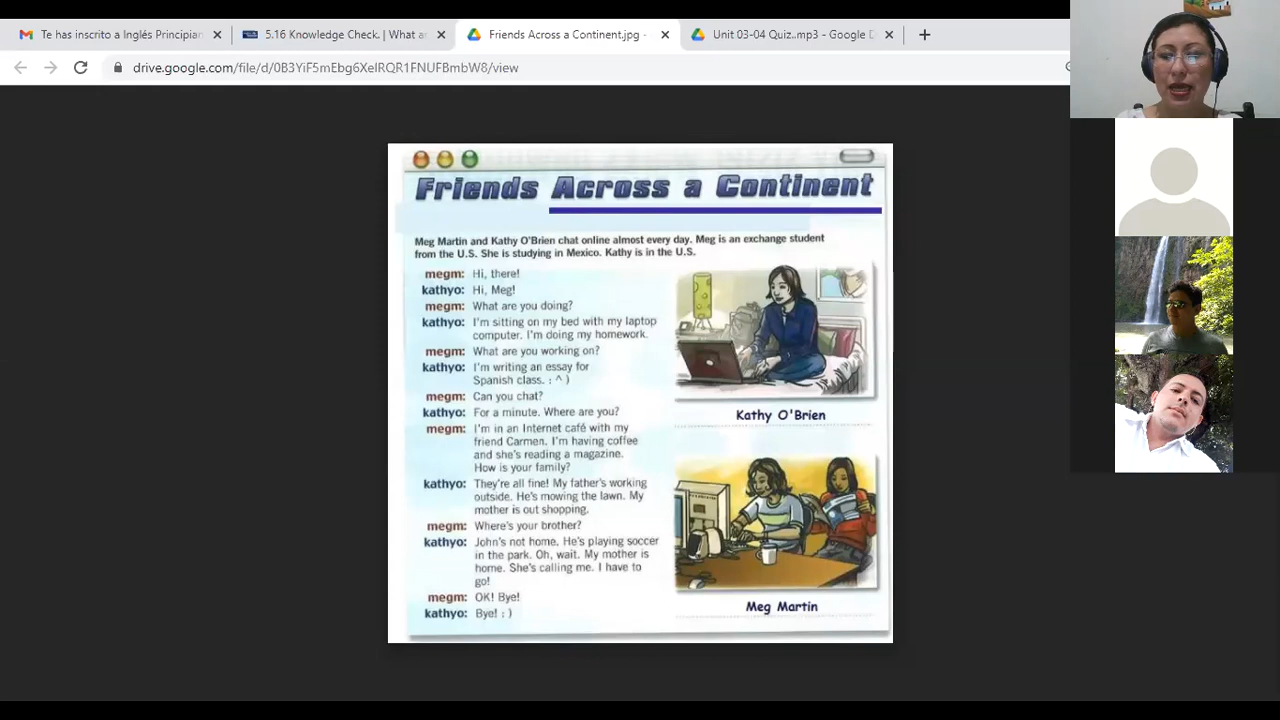 Te has inscrito a Inglés Principian
5.16 Knowledge Check. | What a
Friends Across a Continent.jpg -
Unit 03-04 Quiz..mp3 - Google D
drive.google.com/file/d/0B3YiF5mEbg6XelRQR1FNUFBmbW8/view
Friends Across a Continent
Meg Martin and Kathy O'Brien chat online almost every day. Meg is an exchange student
from the U.S. She is studying in Mexico. Kathy is in the U.S.
megm: Hi, there!
kathyo: Hi, Meg!
megm: What are you doing?
kathyo: I'm sitting on my bed with my laptop
computer. I'm doing my homework.
megm: What are you working on?
kathyo: I'm writing an essay for
Spanish class. : ^ )
megm: Can you chat?
kathyo: For a minute. Where are you?
megm: I'm in an Internet café with my
friend Carmen. I'm having coffee
and she's reading a magazine.
How is your family?
kathyo: They're all fine! My father's working
outside. He's mowing the lawn. My
mother is out shopping.
megm: Where's your brother?
kathyo: John's not home. He's playing soccer
in the park. Oh, wait. My mother is
home. She's calling me. I have to
go!
megm: OK! Bye!
kathyo: Bye! : )
Kathy O'Brien
Meg Martin